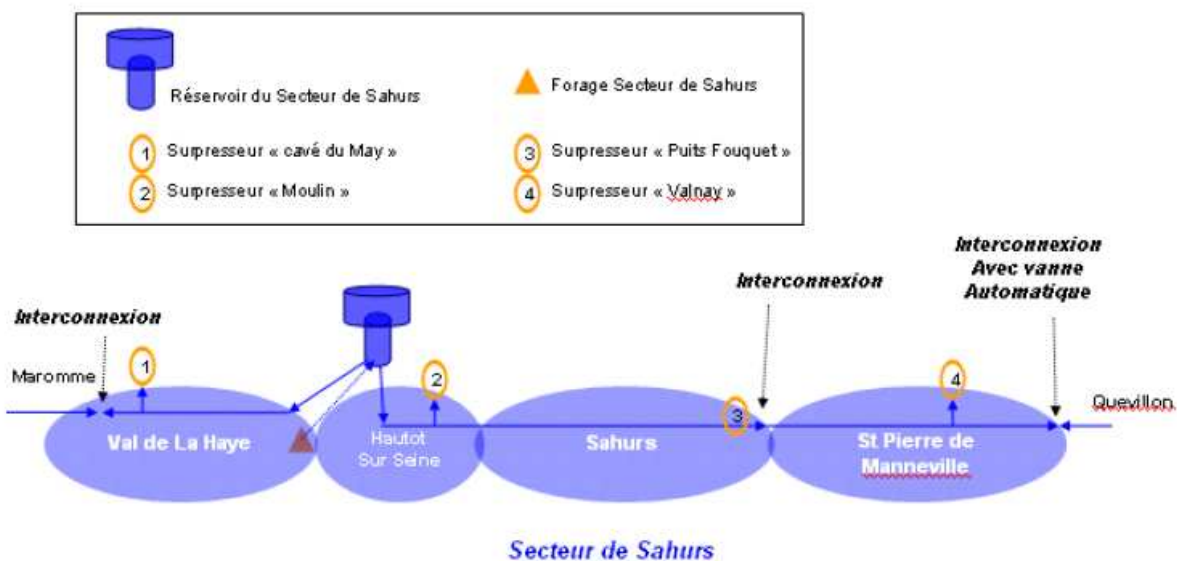 Réservoir du Secteur de Sahurs
Forage Secteur de Sahurs
1 Surpresseur « cavé du May »
3 Surpresseur « Puits Fouquet »
2 Surpresseur « Moulin »
4 Surpresseur « Valnay »
Interconnexion
Avec vanne
Automatique
Interconnexion
Interconnexion
Maromme
1
2
3
4
Quevillon
Val de La Haye
Hautot
Sur Seine
Sahurs
St Pierre de
Manneville
Secteur de Sahurs